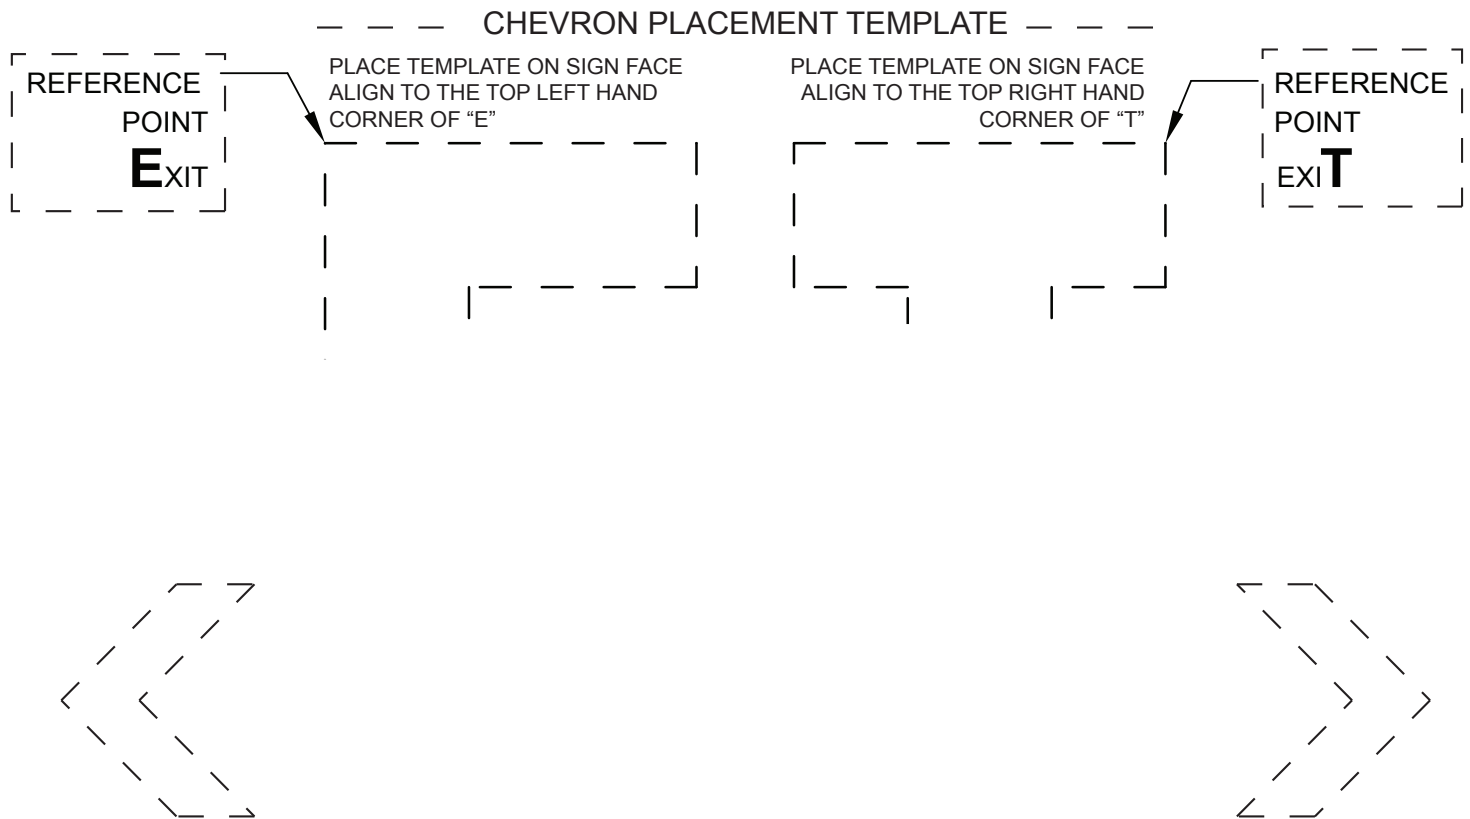 CHEVRON PLACEMENT TEMPLATE
REFERENCE
POINT
EXIT
PLACE TEMPLATE ON SIGN FACE
ALIGN TO THE TOP LEFT HAND
CORNER OF “E”
PLACE TEMPLATE ON SIGN FACE
ALIGN TO THE TOP RIGHT HAND
CORNER OF “T”
REFERENCE
POINT
EXIT